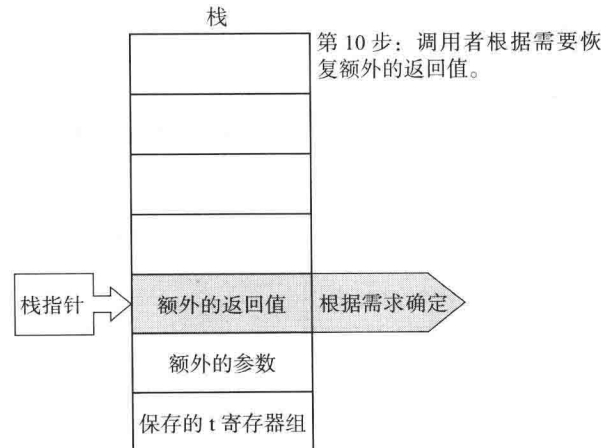 栈
第 10 步：调用者根据需要恢
复额外的返回值。
栈指针
额外的返回值
根据需求确定
额外的参数
保存的 t 寄存器组